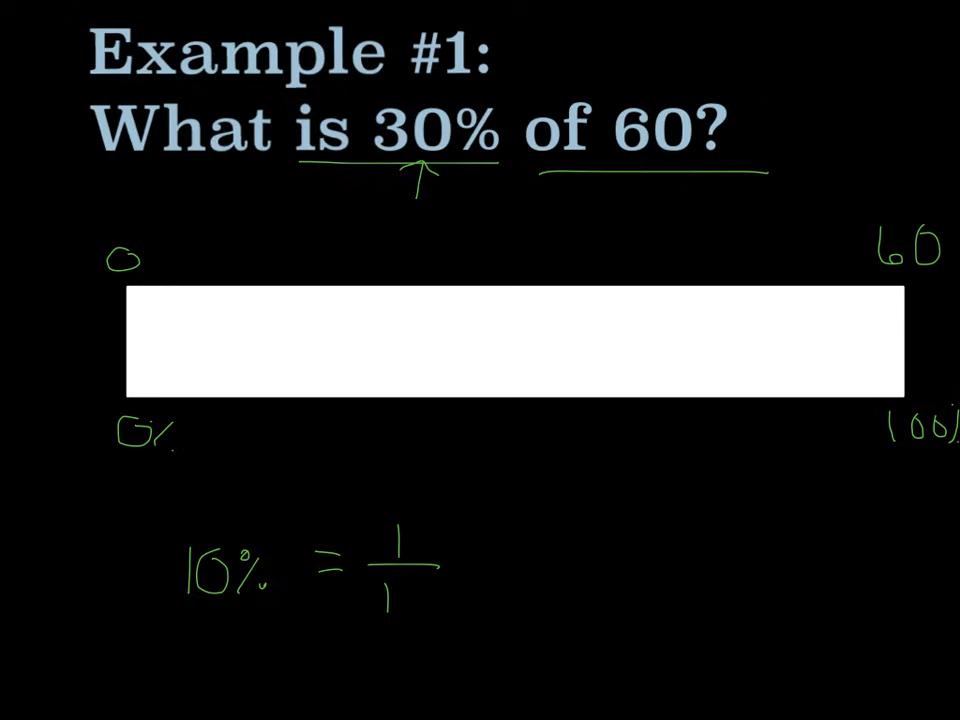 Example #1:
What is 30% of 60?
0 60
0% 100%
10% = 1
1